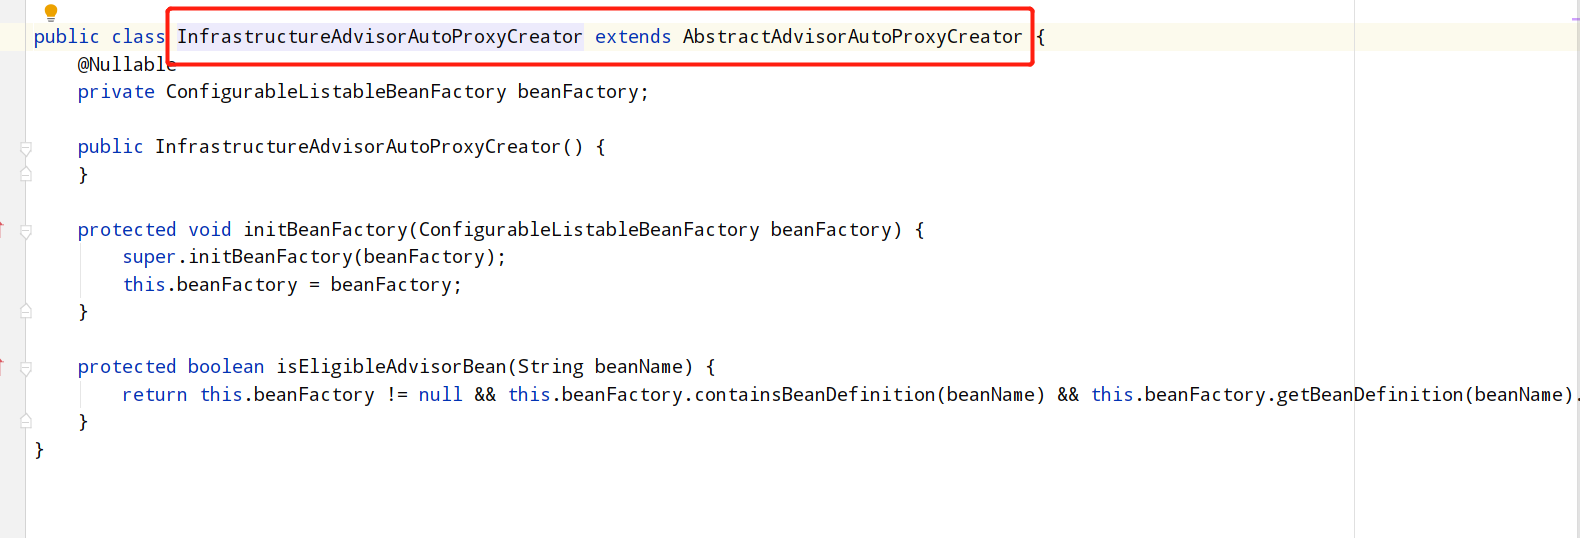 public class InfrastructureAdvisorAutoProxyCreator extends AbstractAdvisorAutoProxyCreator {
@Nullable
private ConfigurableListableBeanFactory beanFactory;
public InfrastructureAdvisorAutoProxyCreator() {
}
protected void initBeanFactory(ConfigurableListableBeanFactory beanFactory) {
super.initBeanFactory(beanFactory);
this.beanFactory = beanFactory;
}
protected boolean isEligibleAdvisorBean(String beanName) {
return this.beanFactory != null && this.beanFactory.containsBeanDefinition(beanName) && this.beanFactory.getBeanDefinition(beanName).
}
}